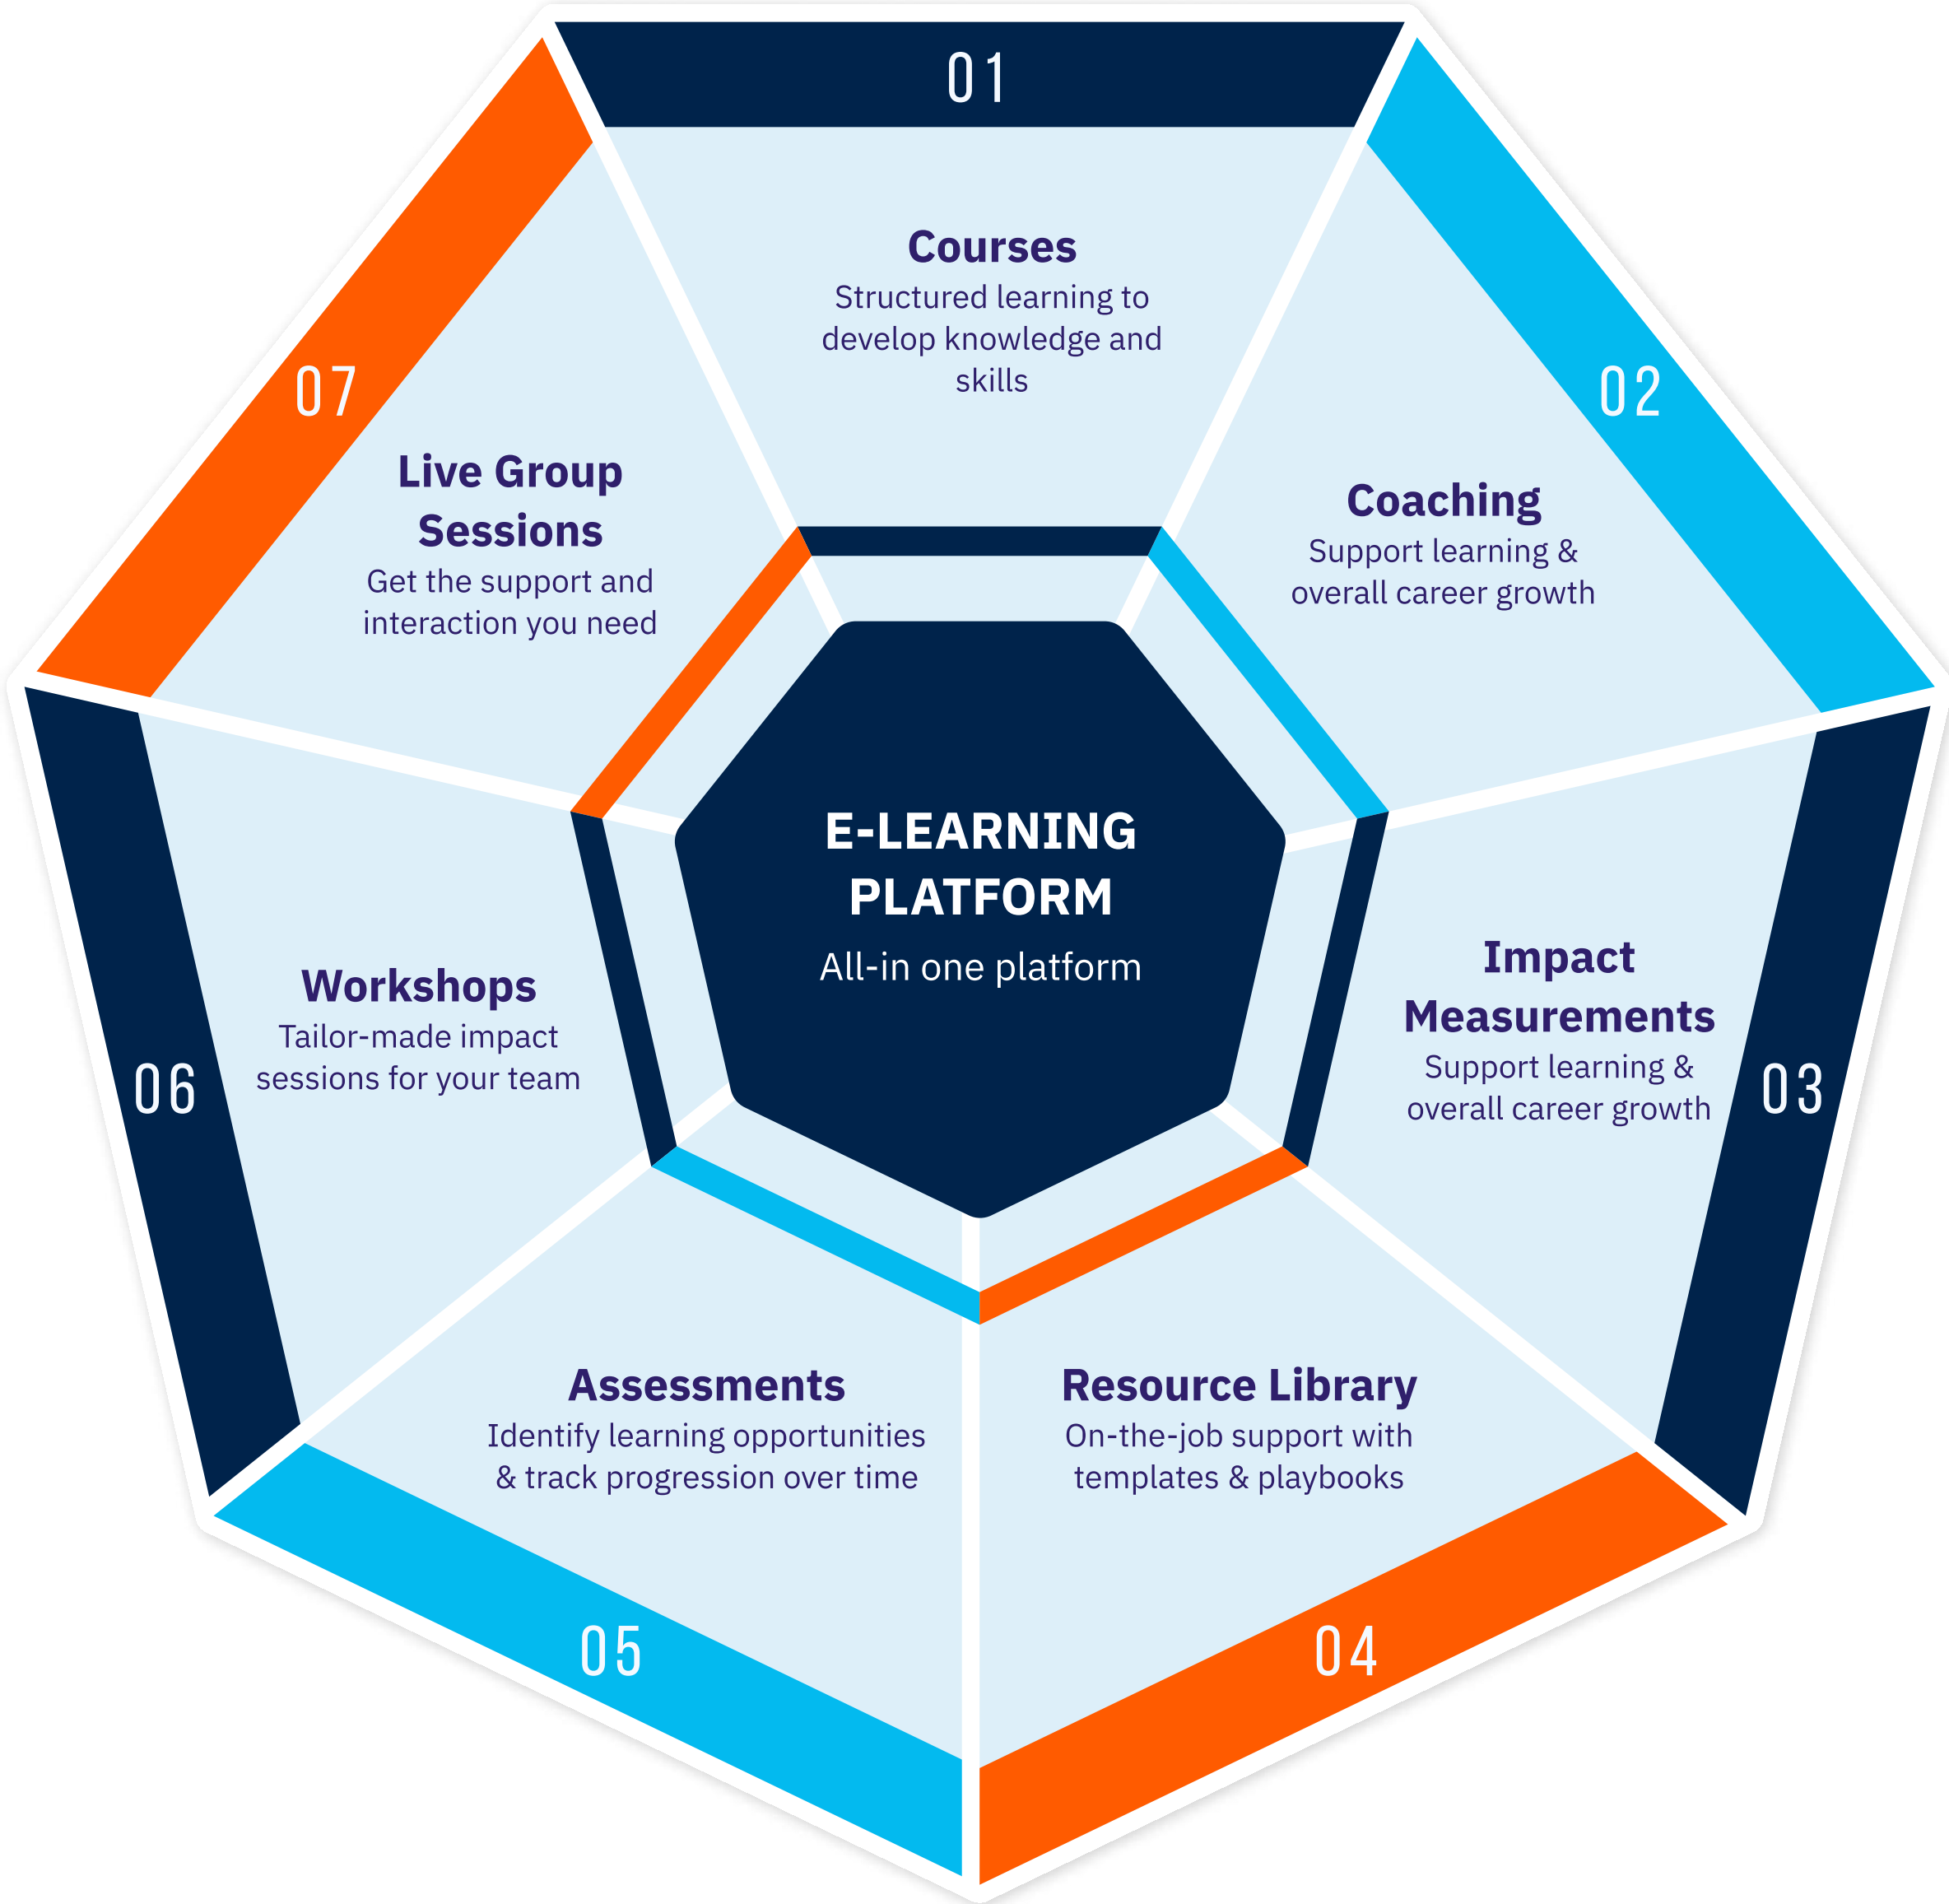 01
Courses
Structured learning to
develop knowledge and
skills
02
Coaching
Support learning &
overall career growth
03
Impact
Measurements
Support learning &
overall career growth
04
Resource Library
On-the-job support with
templates & playbooks
05
Assessments
Identify learning opportunities
& track progression over time
06
Workshops
Tailor-made impact
sessions for your team
07
Live Group
Sessions
Get the support and
interaction you need
E-LEARNING
PLATFORM
All-in one platform